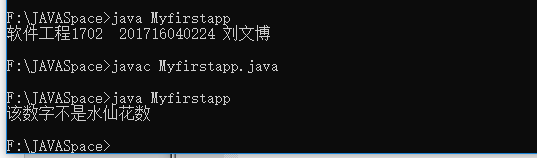 F:\JAVASpace>java Myfirstapp
软件工程1702  201716040224 刘文博
F:\JAVASpace>javac Myfirstapp.java
F:\JAVASpace>java Myfirstapp
该数字不是水仙花数
F:\JAVASpace>